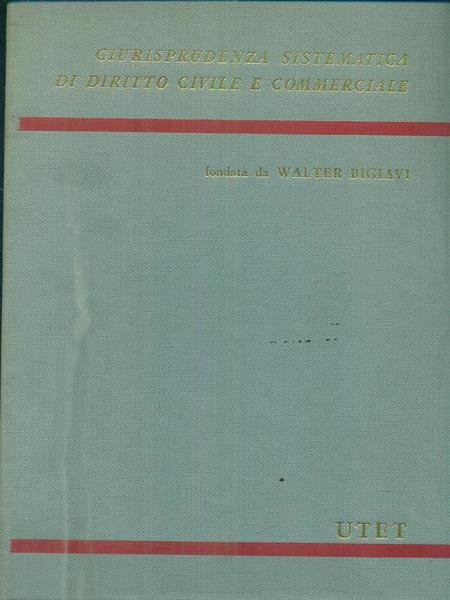 GIURISPRUDENZA SISTEMATICA
DI DIRITTO CIVILE E COMMERCIALE
fondata da WALTER BIGIAVI
UTET